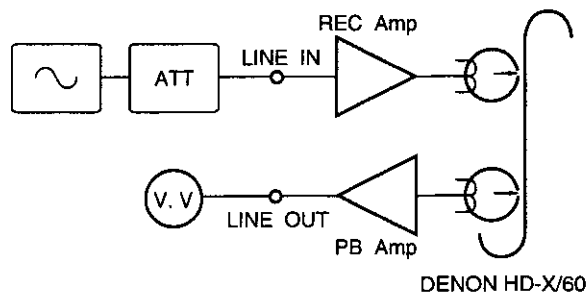 REC Amp
LINE IN
ATT
V. V
LINE OUT
PB Amp
DENON HD-X/60